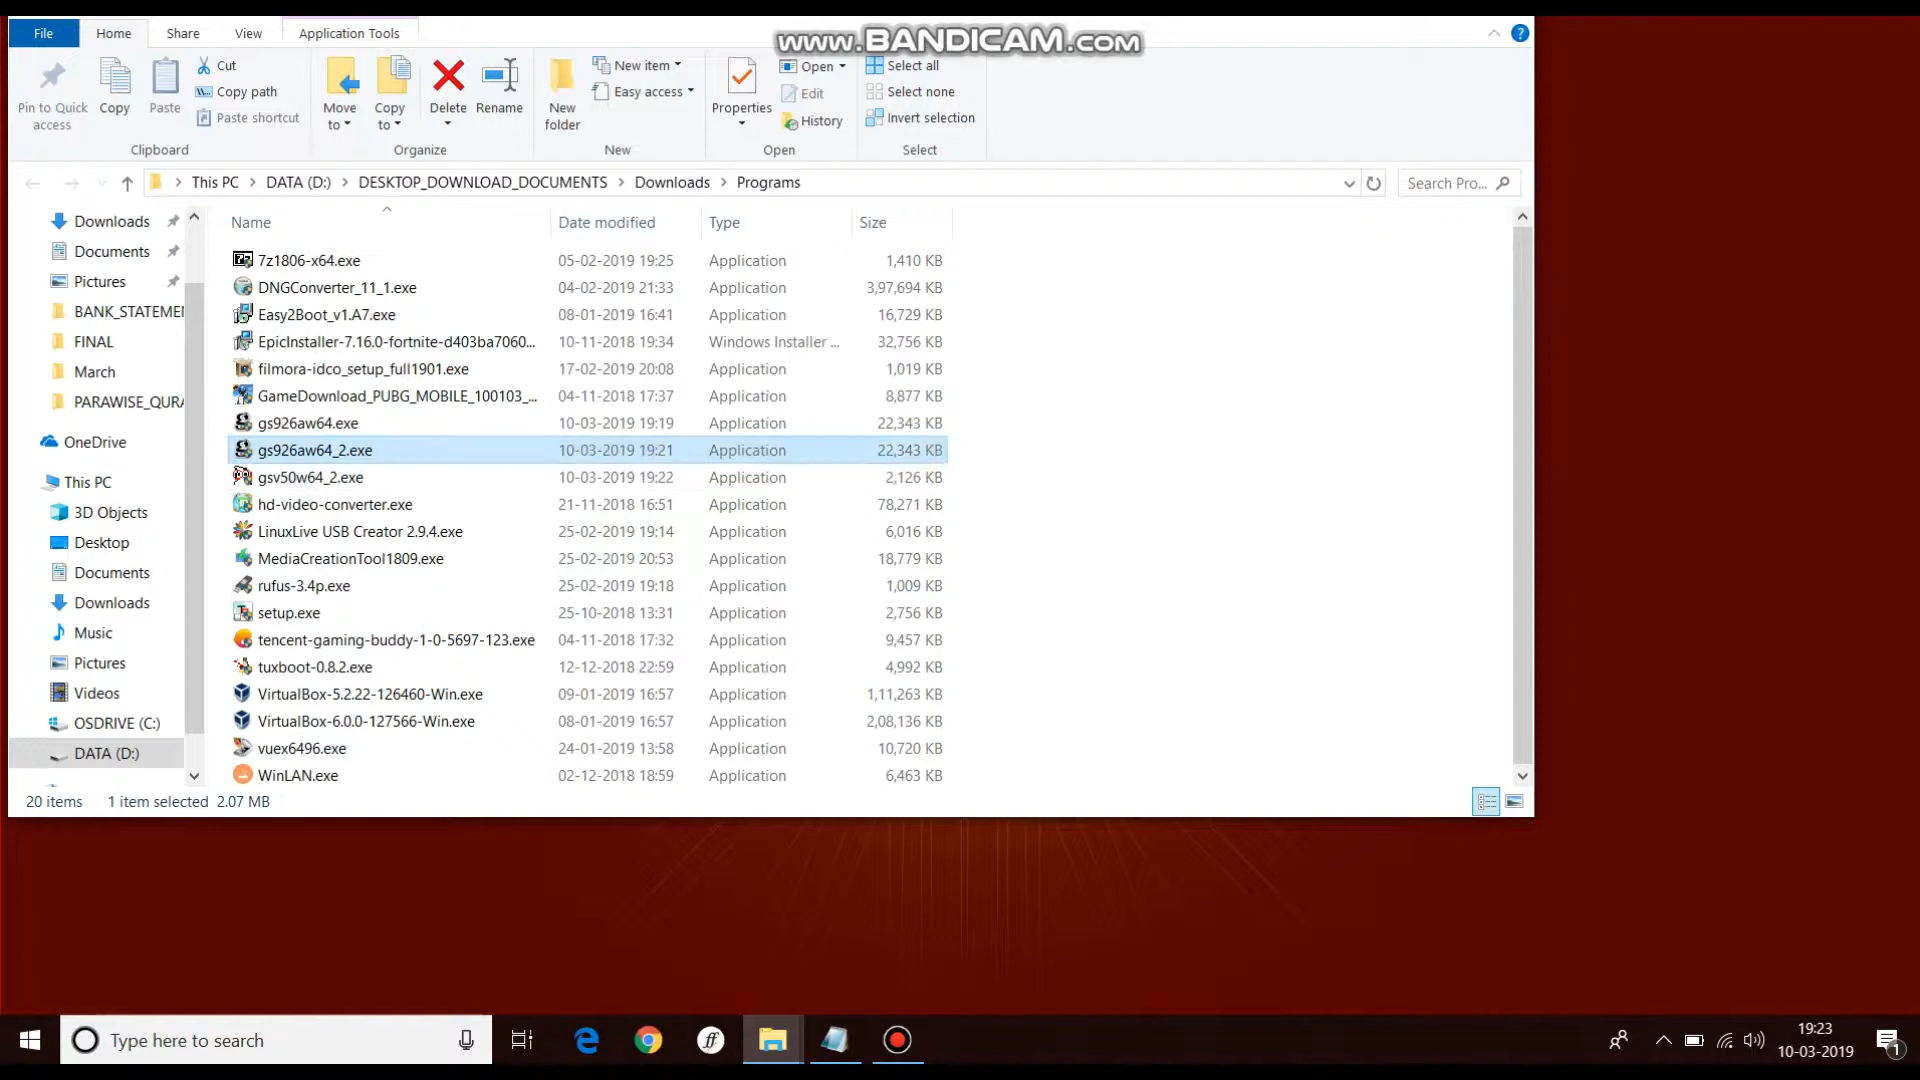 File Home Share View Application Tools
www.BANDICAM.com
Pin to Quick access
Copy
Paste
Cut
Copy path
Paste shortcut
Clipboard
Move to
Copy to
Delete
Rename
Organize
New folder
New item
Easy access
New
Properties
Open
Edit
History
Open
Select all
Select none
Invert selection
Select
This PC DATA (D:) DESKTOP_DOWNLOAD_DOCUMENTS Downloads Programs
Search Pro...
Downloads
Documents
Pictures
BANK_STATEMEN
FINAL
March
PARAWISE_QURA
OneDrive
This PC
3D Objects
Desktop
Documents
Downloads
Music
Pictures
Videos
OSDRIVE (C:)
DATA (D:)
Name Date modified Type Size
7z1806-x64.exe 05-02-2019 19:25 Application 1,410 KB
DNGConverter_11_1.exe 04-02-2019 21:33 Application 3,97,694 KB
Easy2Boot_v1.A7.exe 08-01-2019 16:41 Application 16,729 KB
EpicInstaller-7.16.0-fortnite-d403ba7060... 10-11-2018 19:34 Windows Installer ... 32,756 KB
filmora-idco_setup_full1901.exe 17-02-2019 20:08 Application 1,019 KB
GameDownload_PUBG_MOBILE_100103_... 04-11-2018 17:37 Application 8,877 KB
gs926aw64.exe 10-03-2019 19:19 Application 22,343 KB
gs926aw64_2.exe 10-03-2019 19:21 Application 22,343 KB
gsv50w64_2.exe 10-03-2019 19:22 Application 2,126 KB
hd-video-converter.exe 21-11-2018 16:51 Application 78,271 KB
LinuxLive USB Creator 2.9.4.exe 25-02-2019 19:14 Application 6,016 KB
MediaCreationTool1809.exe 25-02-2019 20:53 Application 18,779 KB
rufus-3.4p.exe 25-02-2019 19:18 Application 1,009 KB
setup.exe 25-10-2018 13:31 Application 2,756 KB
tencent-gaming-buddy-1-0-5697-123.exe 04-11-2018 17:32 Application 9,457 KB
tuxboot-0.8.2.exe 12-12-2018 22:59 Application 4,992 KB
VirtualBox-5.2.22-126460-Win.exe 09-01-2019 16:57 Application 1,11,263 KB
VirtualBox-6.0.0-127566-Win.exe 08-01-2019 16:57 Application 2,08,136 KB
vuex6496.exe 24-01-2019 13:58 Application 10,720 KB
WinLAN.exe 02-12-2018 18:59 Application 6,463 KB
20 items 1 item selected 2.07 MB
Type here to search
19:23
10-03-2019
1